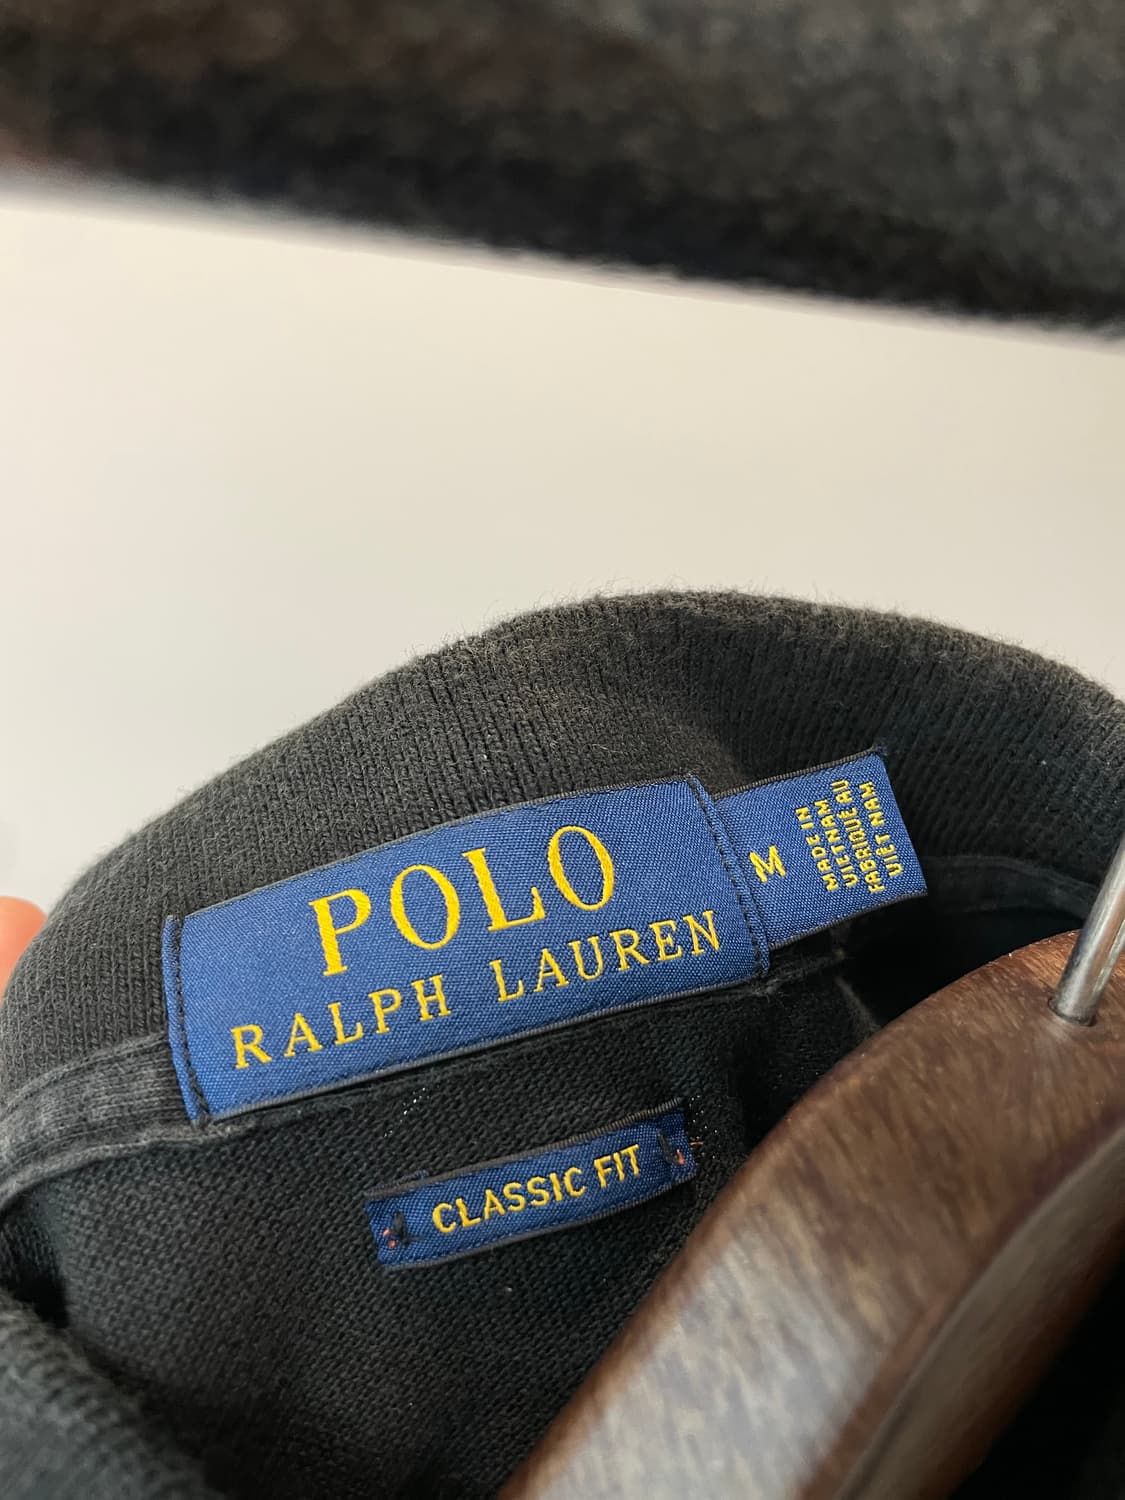 POLO
RALPH LAUREN
M
MADE IN
VIETNAM
FABRIQUÉ AU
VIET NAM
CLASSIC FIT